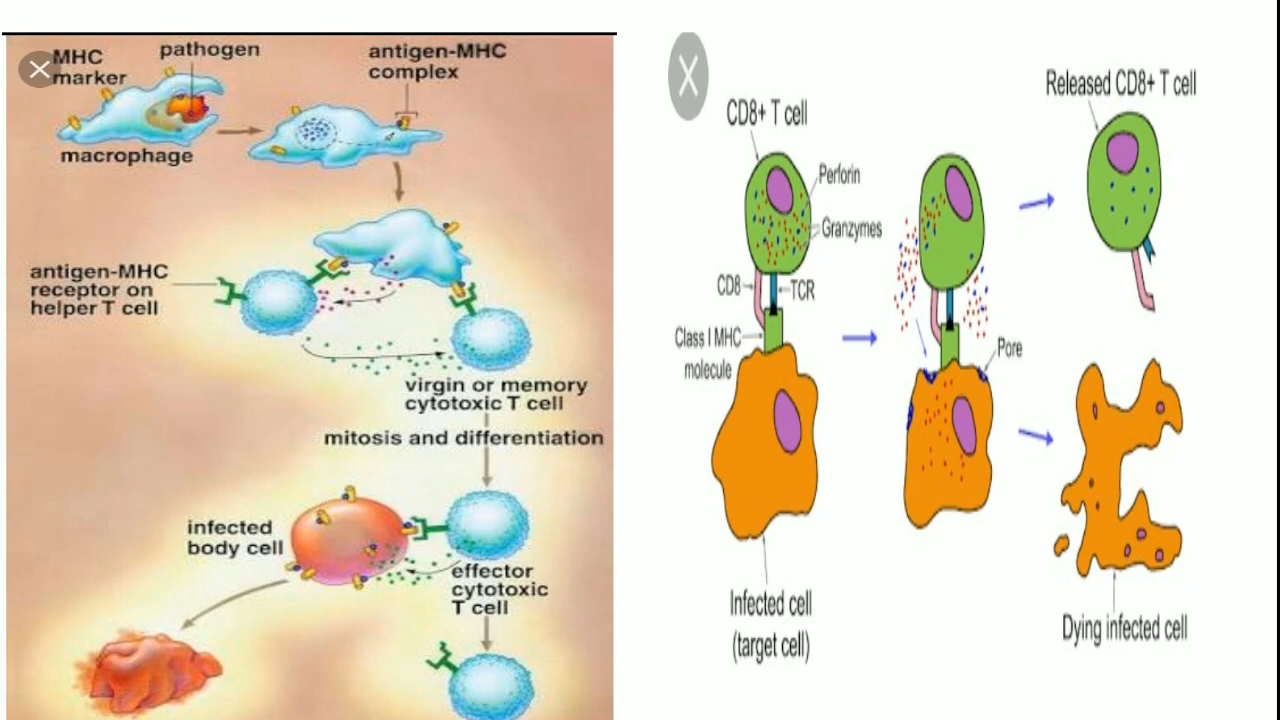 MHC
marker
pathogen
antigen-MHC
complex
macrophage
antigen-MHC
receptor on
helper T cell
virgin or memory
cytotoxic T cell
mitosis and differentiation
infected
body cell
effector
cytotoxic
T cell
CD8+ T cell
Perforin
Granzymes
CD8
TCR
Class I MHC
molecule
Infected cell
(target cell)
Pore
Released CD8+ T cell
Dying infected cell